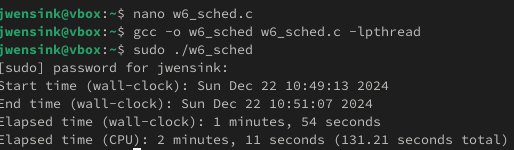 jwensink@vbox:~$ nano w6_sched.c
jwensink@vbox:~$ gcc -o w6_sched w6_sched.c -lpthread
jwensink@vbox:~$ sudo ./w6_sched
[sudo] password for jwensink:
Start time (wall-clock): Sun Dec 22 10:49:13 2024
End time (wall-clock): Sun Dec 22 10:51:07 2024
Elapsed time (wall-clock): 1 minutes, 54 seconds
Elapsed time (CPU): 2 minutes, 11 seconds (131.21 seconds total)